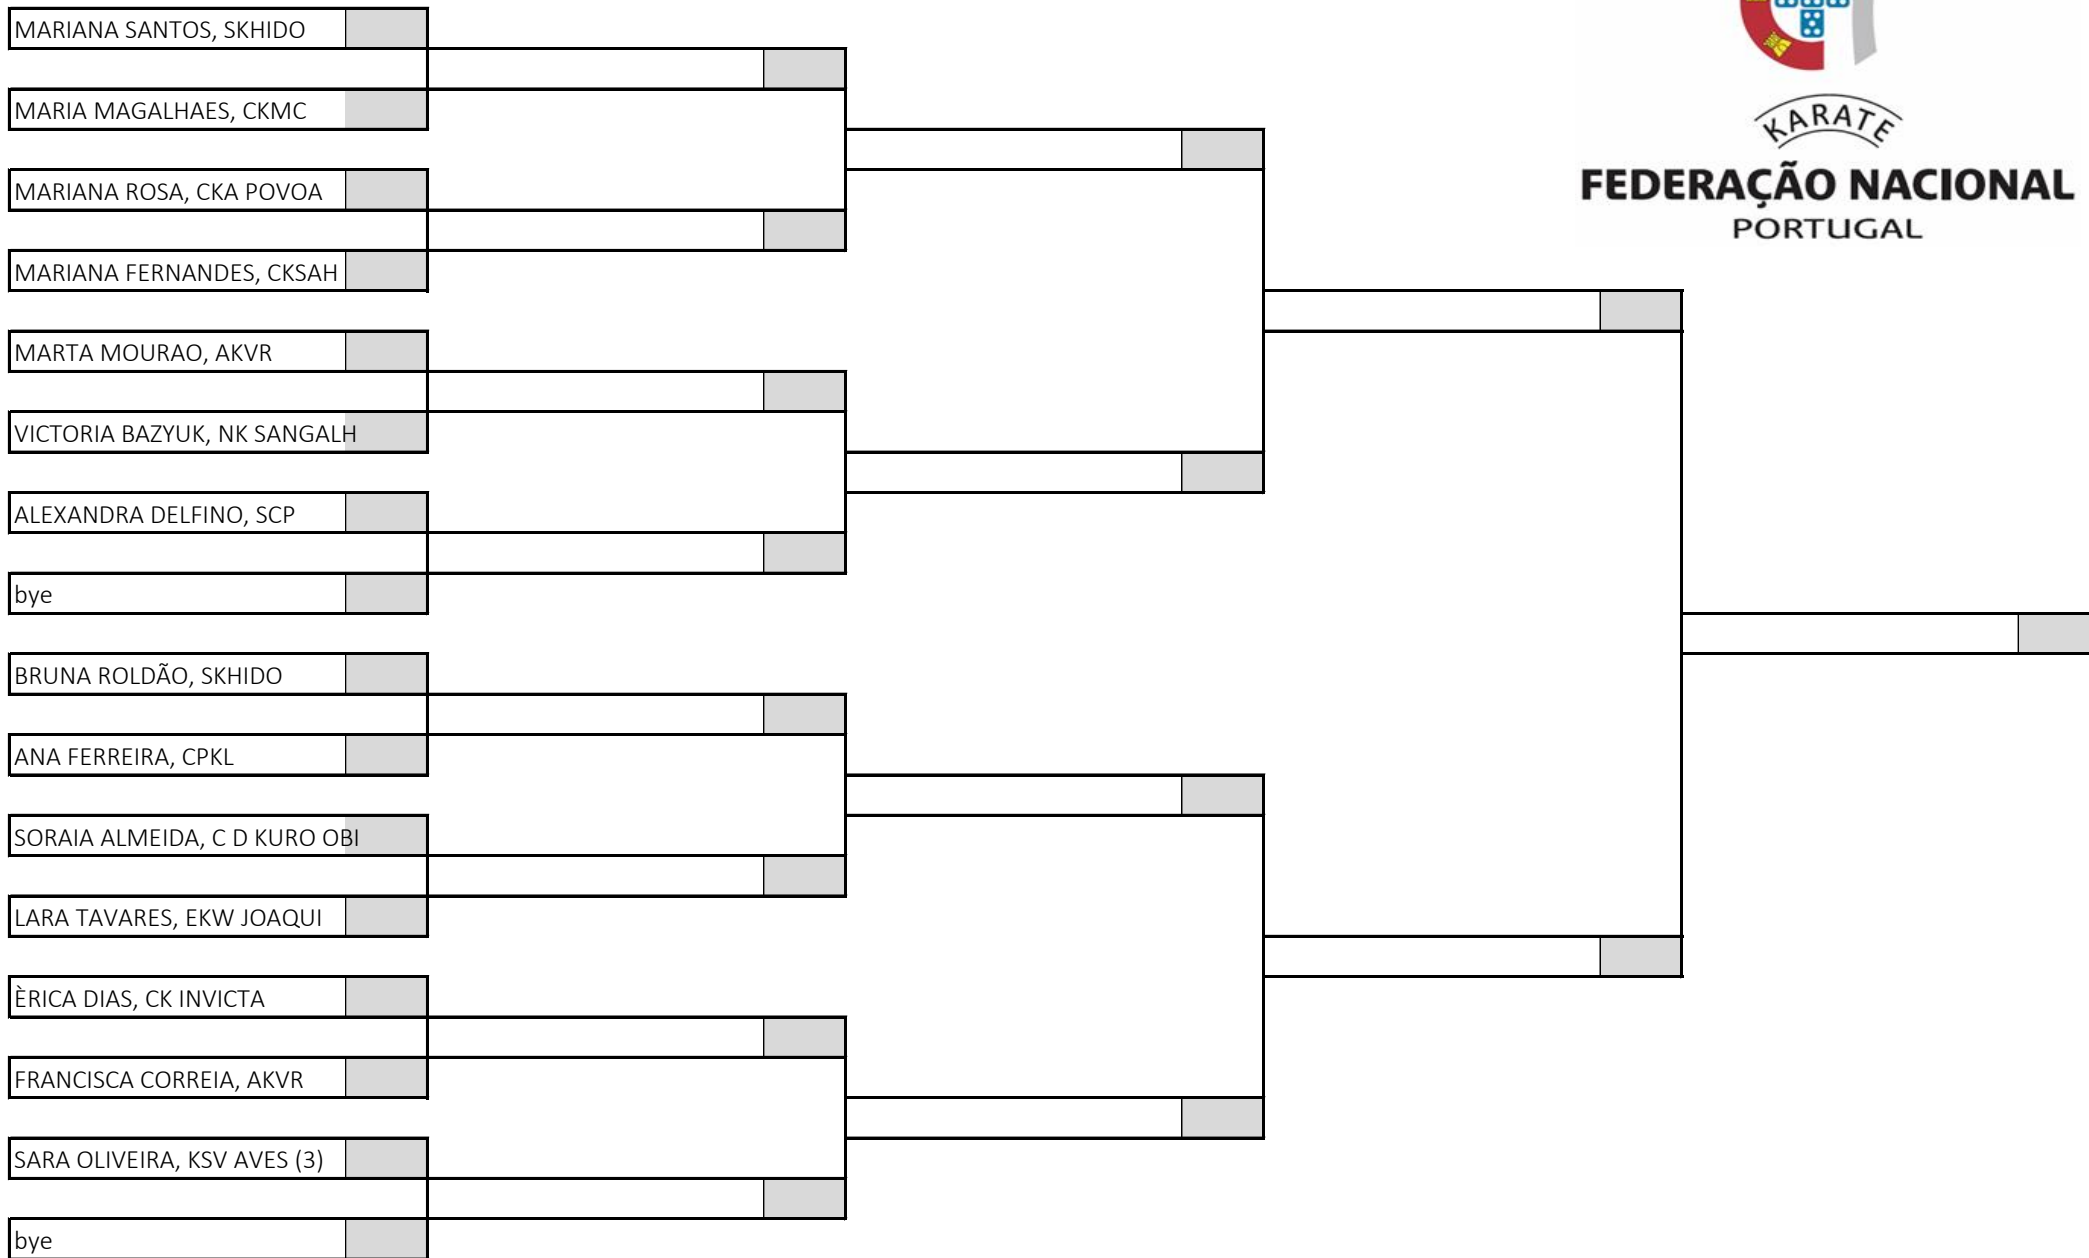 MARIANA SANTOS, SKHIDO
MARIA MAGALHAES, CKMC
MARIANA ROSA, CKA POVOA
MARIANA FERNANDES, CKSAH
MARTA MOURAO, AKVR
VICTORIA BAZYUK, NK SANGALH
ALEXANDRA DELFINO, SCP
bye
BRUNA ROLDÃO, SKHIDO
ANA FERREIRA, CPKL
SORAIA ALMEIDA, C D KURO OBI
LARA TAVARES, EKW JOAQUI
ÈRICA DIAS, CK INVICTA
FRANCISCA CORREIA, AKVR
SARA OLIVEIRA, KSV AVES (3)
bye
KARATE
FEDERAÇÃO NACIONAL
PORTUGAL